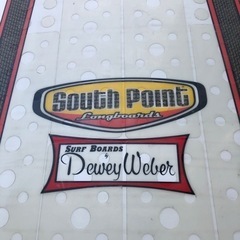 South Point
Longboards
Surf Boards
by
Dewey Weber